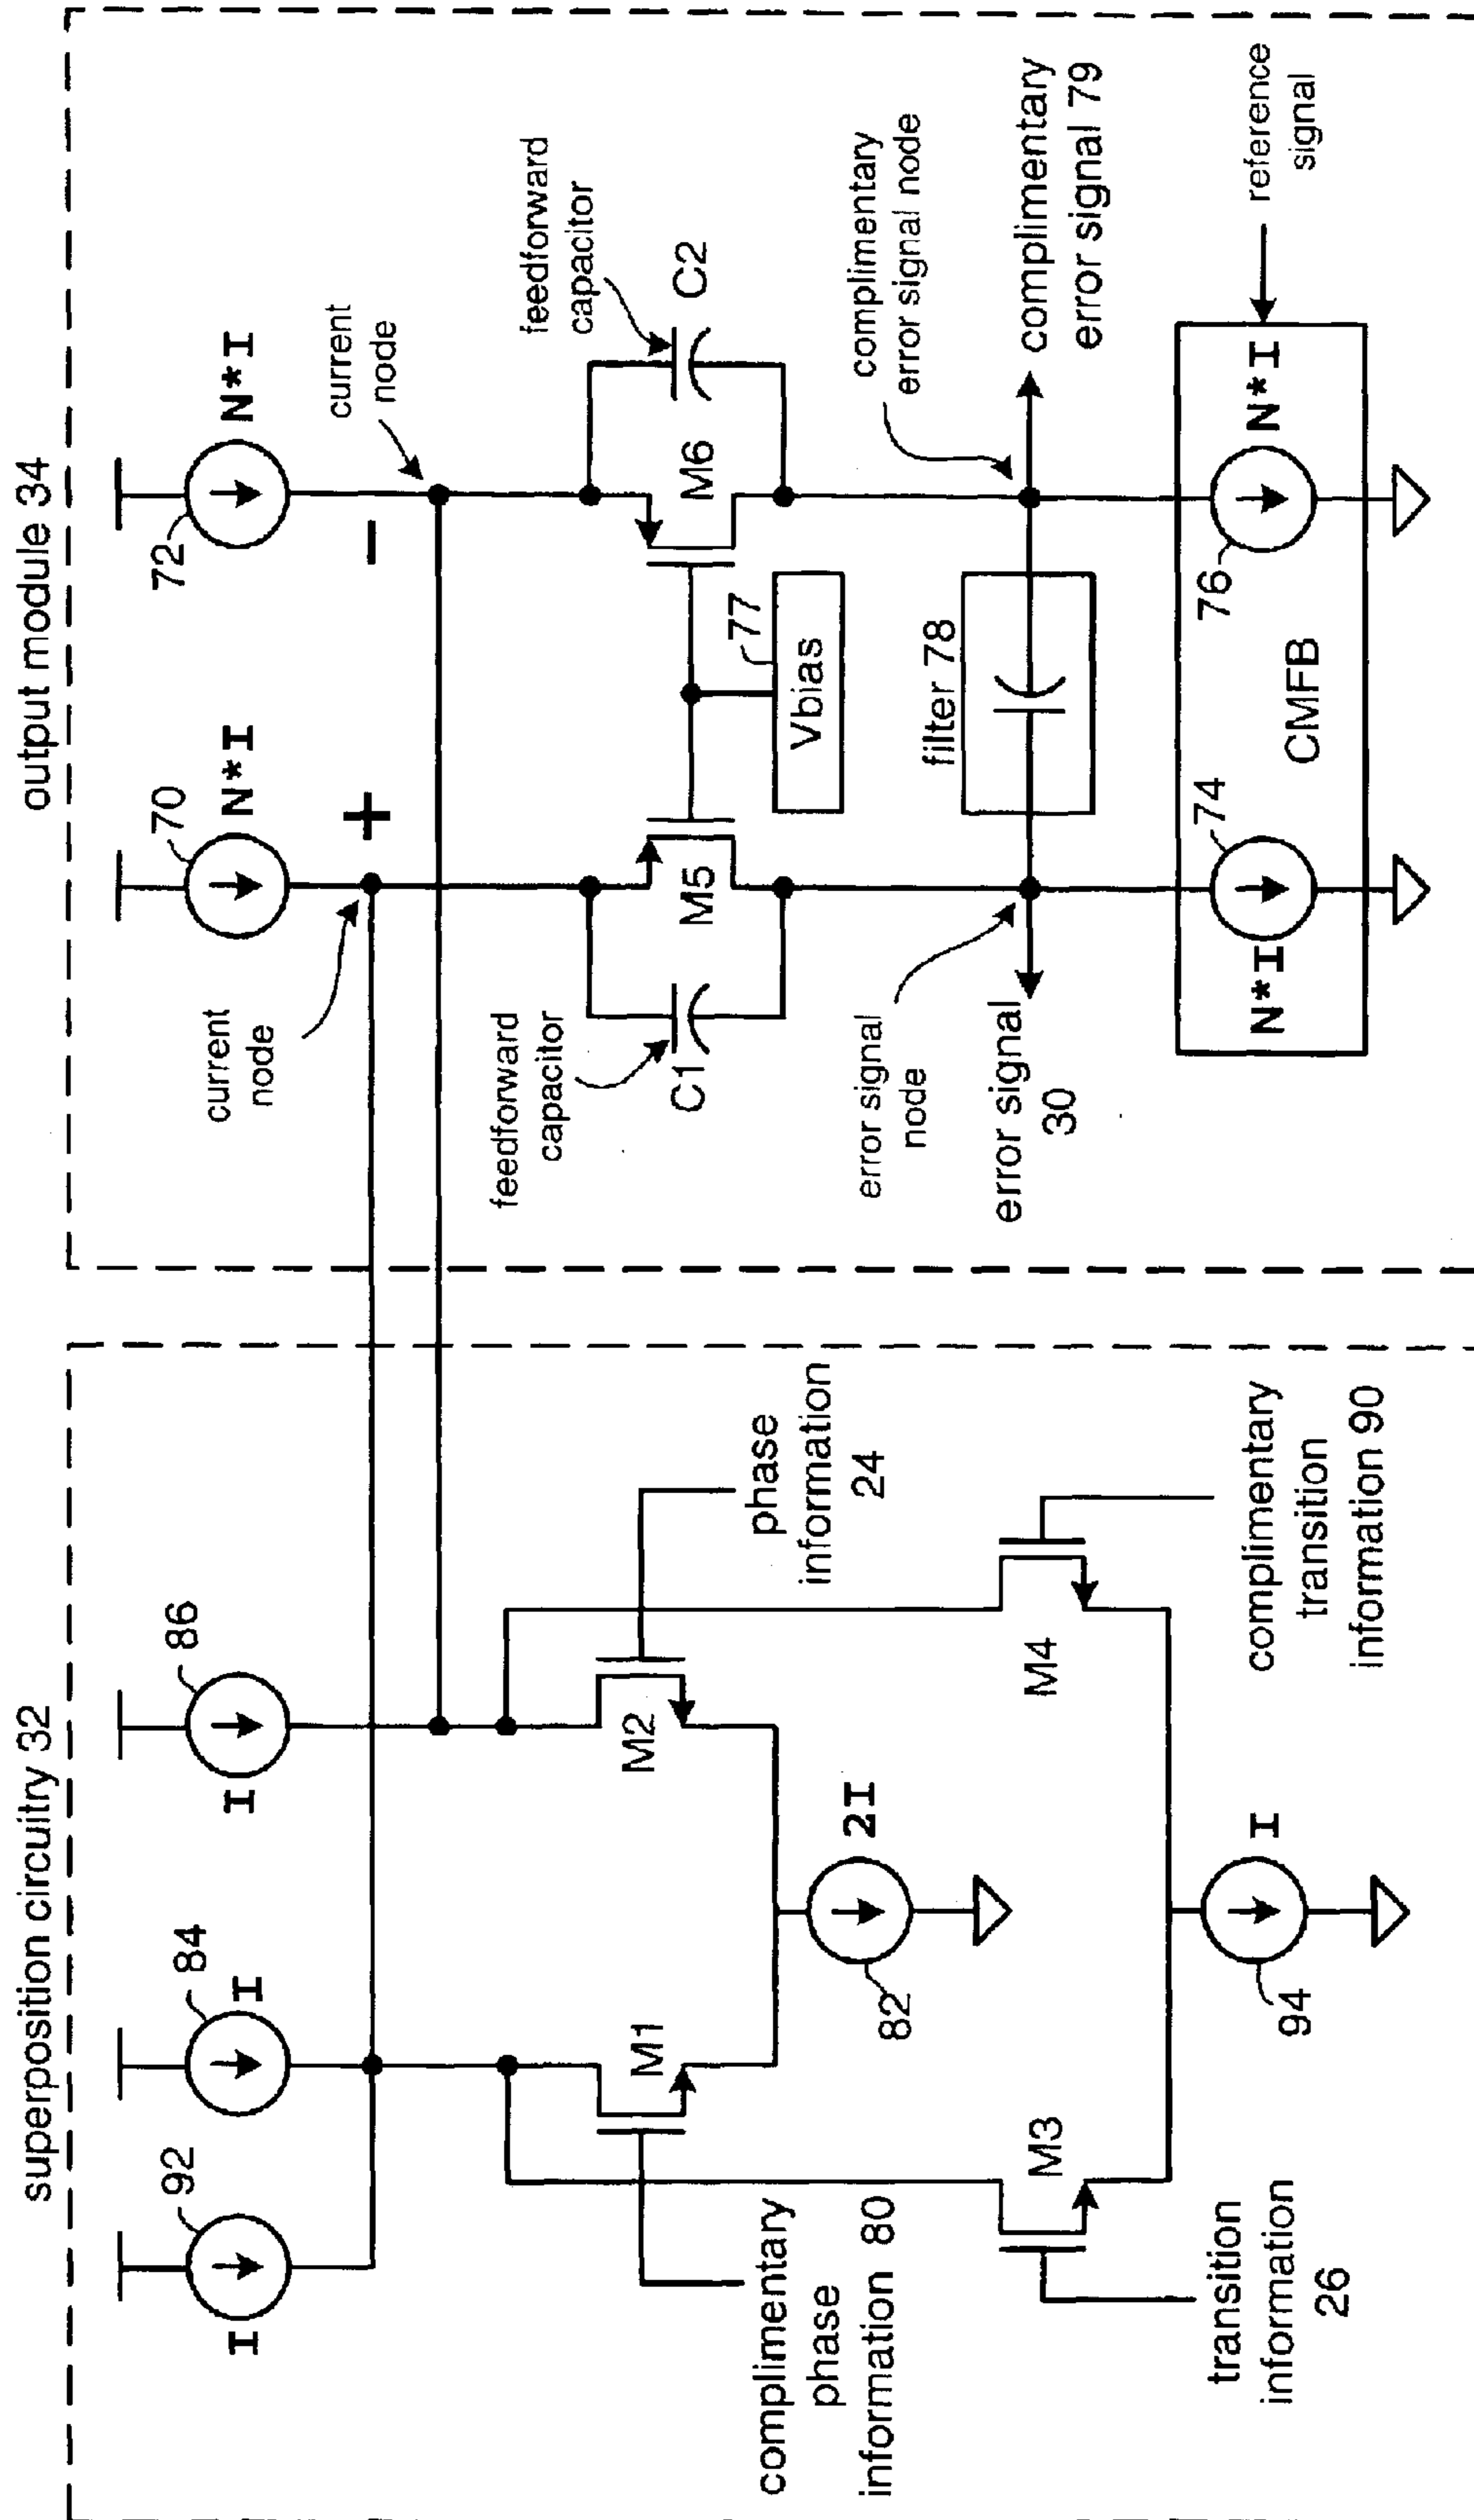 superposition circuitry 32
92
I
84
I
86
I
complimentary
phase
information 80
M1
M2
phase
information
24
82
2I
M3
M4
transition
information
26
94
I
complimentary
transition
information 90
output module 34
70
N*I
72
N*I
current
node
+
−
current
node
feedforward
capacitor
C1
M5
77
Vbias
M6
feedforward
capacitor
C2
error signal
node
error signal
30
filter 78
complimentary
error signal node
complimentary
error signal 79
N*I
74
CMFB
76
N*I
reference
signal